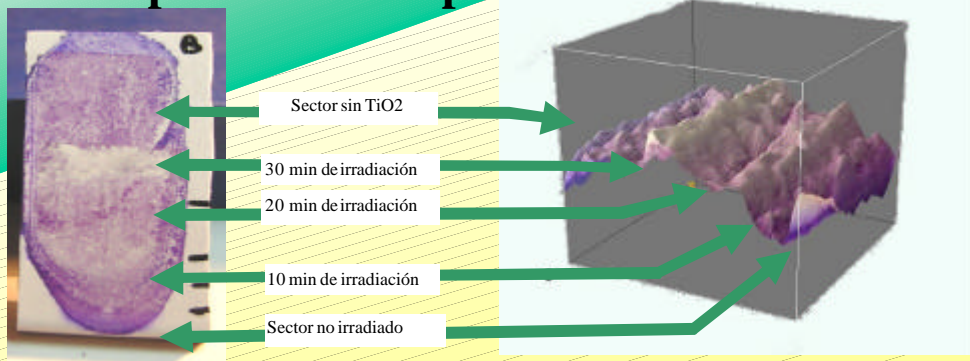 B
Sector sin TiO2
30 min de irradiación
20 min de irradiación
10 min de irradiación
Sector no irradiado